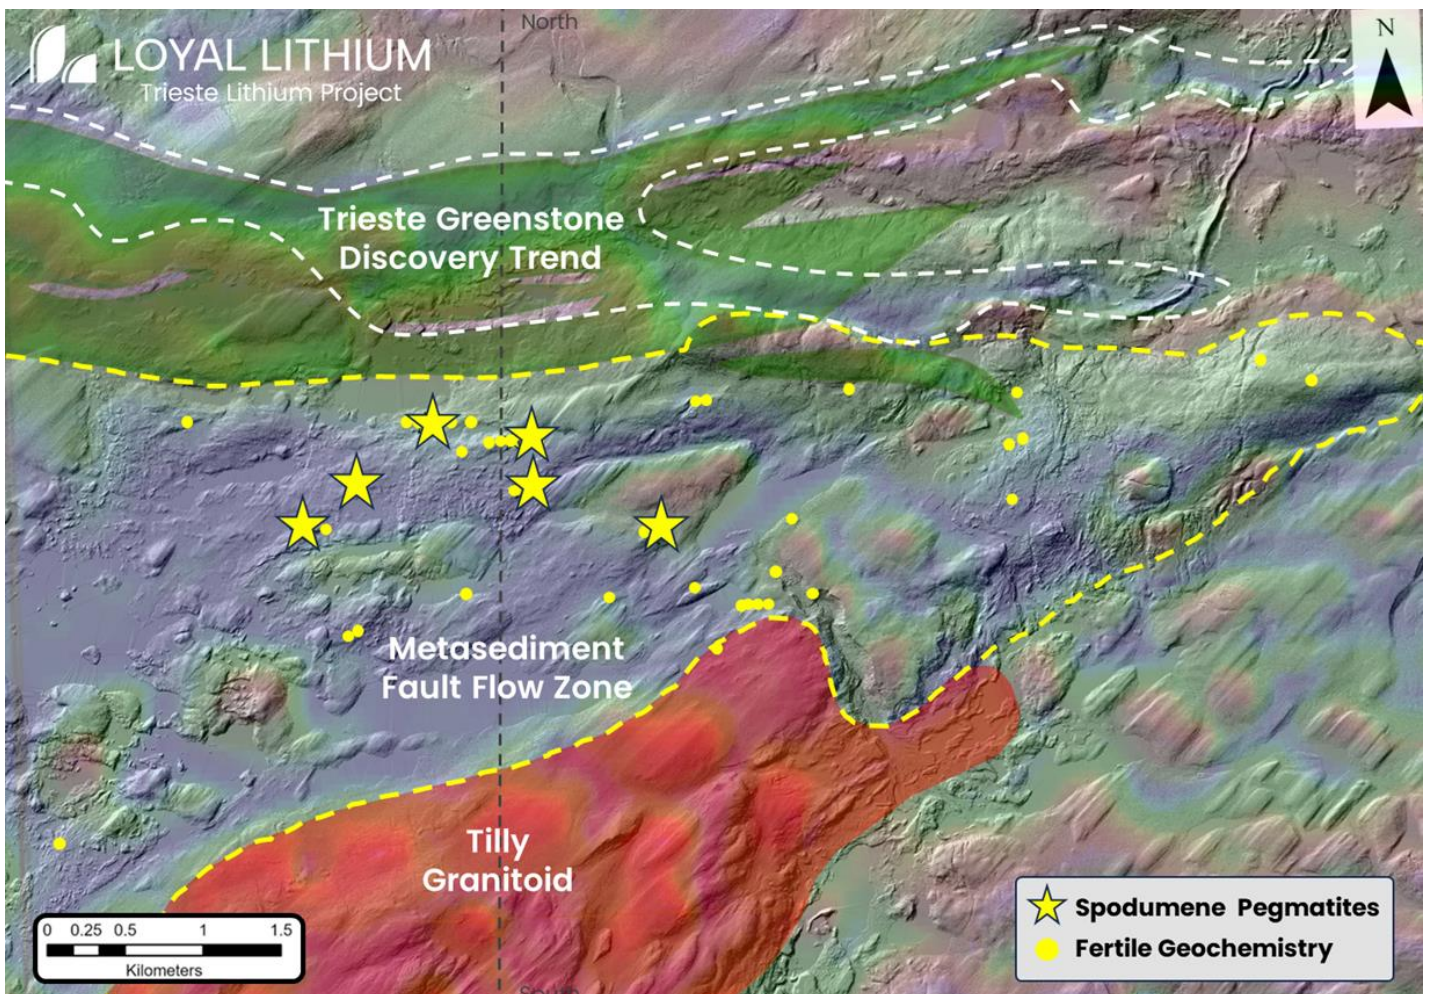 North
N
LOYAL LITHIUM
Trieste Lithium Project
Trieste Greenstone
Discovery Trend
Metasediment
Fault Flow Zone
Tilly
Granitoid
0 0.25 0.5 1 1.5
Kilometers
Spodumene Pegmatites
Fertile Geochemistry
South